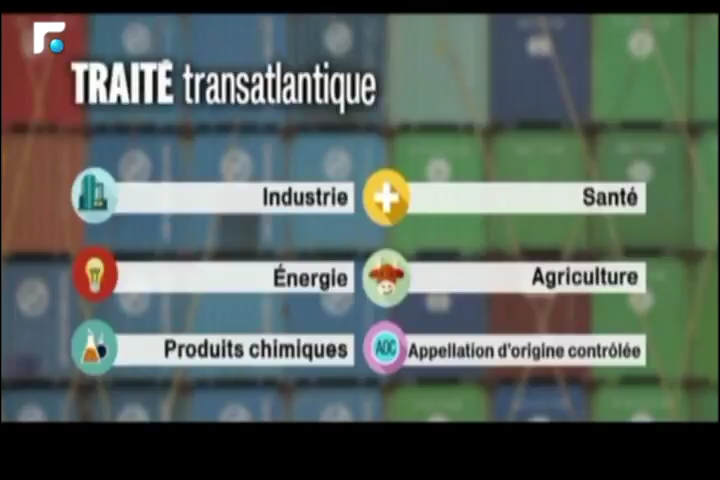 TRAITÉ transatlantique
Industrie
Santé
Énergie
Agriculture
Produits chimiques
AOC Appellation d'origine contrôlée